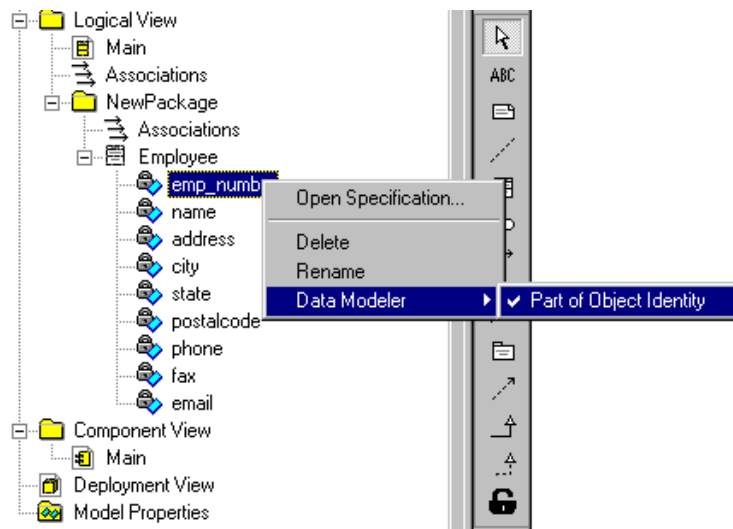 Logical View
Main
Associations
NewPackage
Associations
Employee
emp_numb
name
address
city
state
postalcode
phone
fax
email
Component View
Main
Deployment View
Model Properties
Open Specification...
Delete
Rename
Data Modeler
Part of Object Identity
ABC